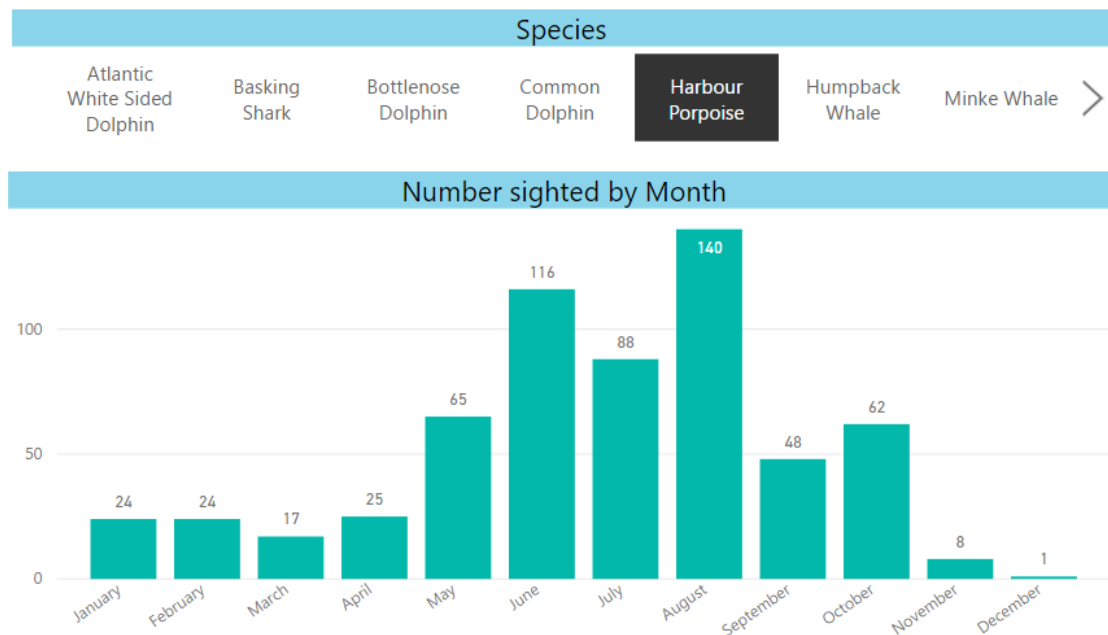 Species
Atlantic
White Sided
Dolphin
Basking
Shark
Bottlenose
Dolphin
Common
Dolphin
Harbour
Porpoise
Humpback
Whale
Minke Whale
Number sighted by Month
140
116
100
88
65
62
50
48
24
24
17
25
8
1
0
January
February
March
April
May
June
July
August
September
October
November
December